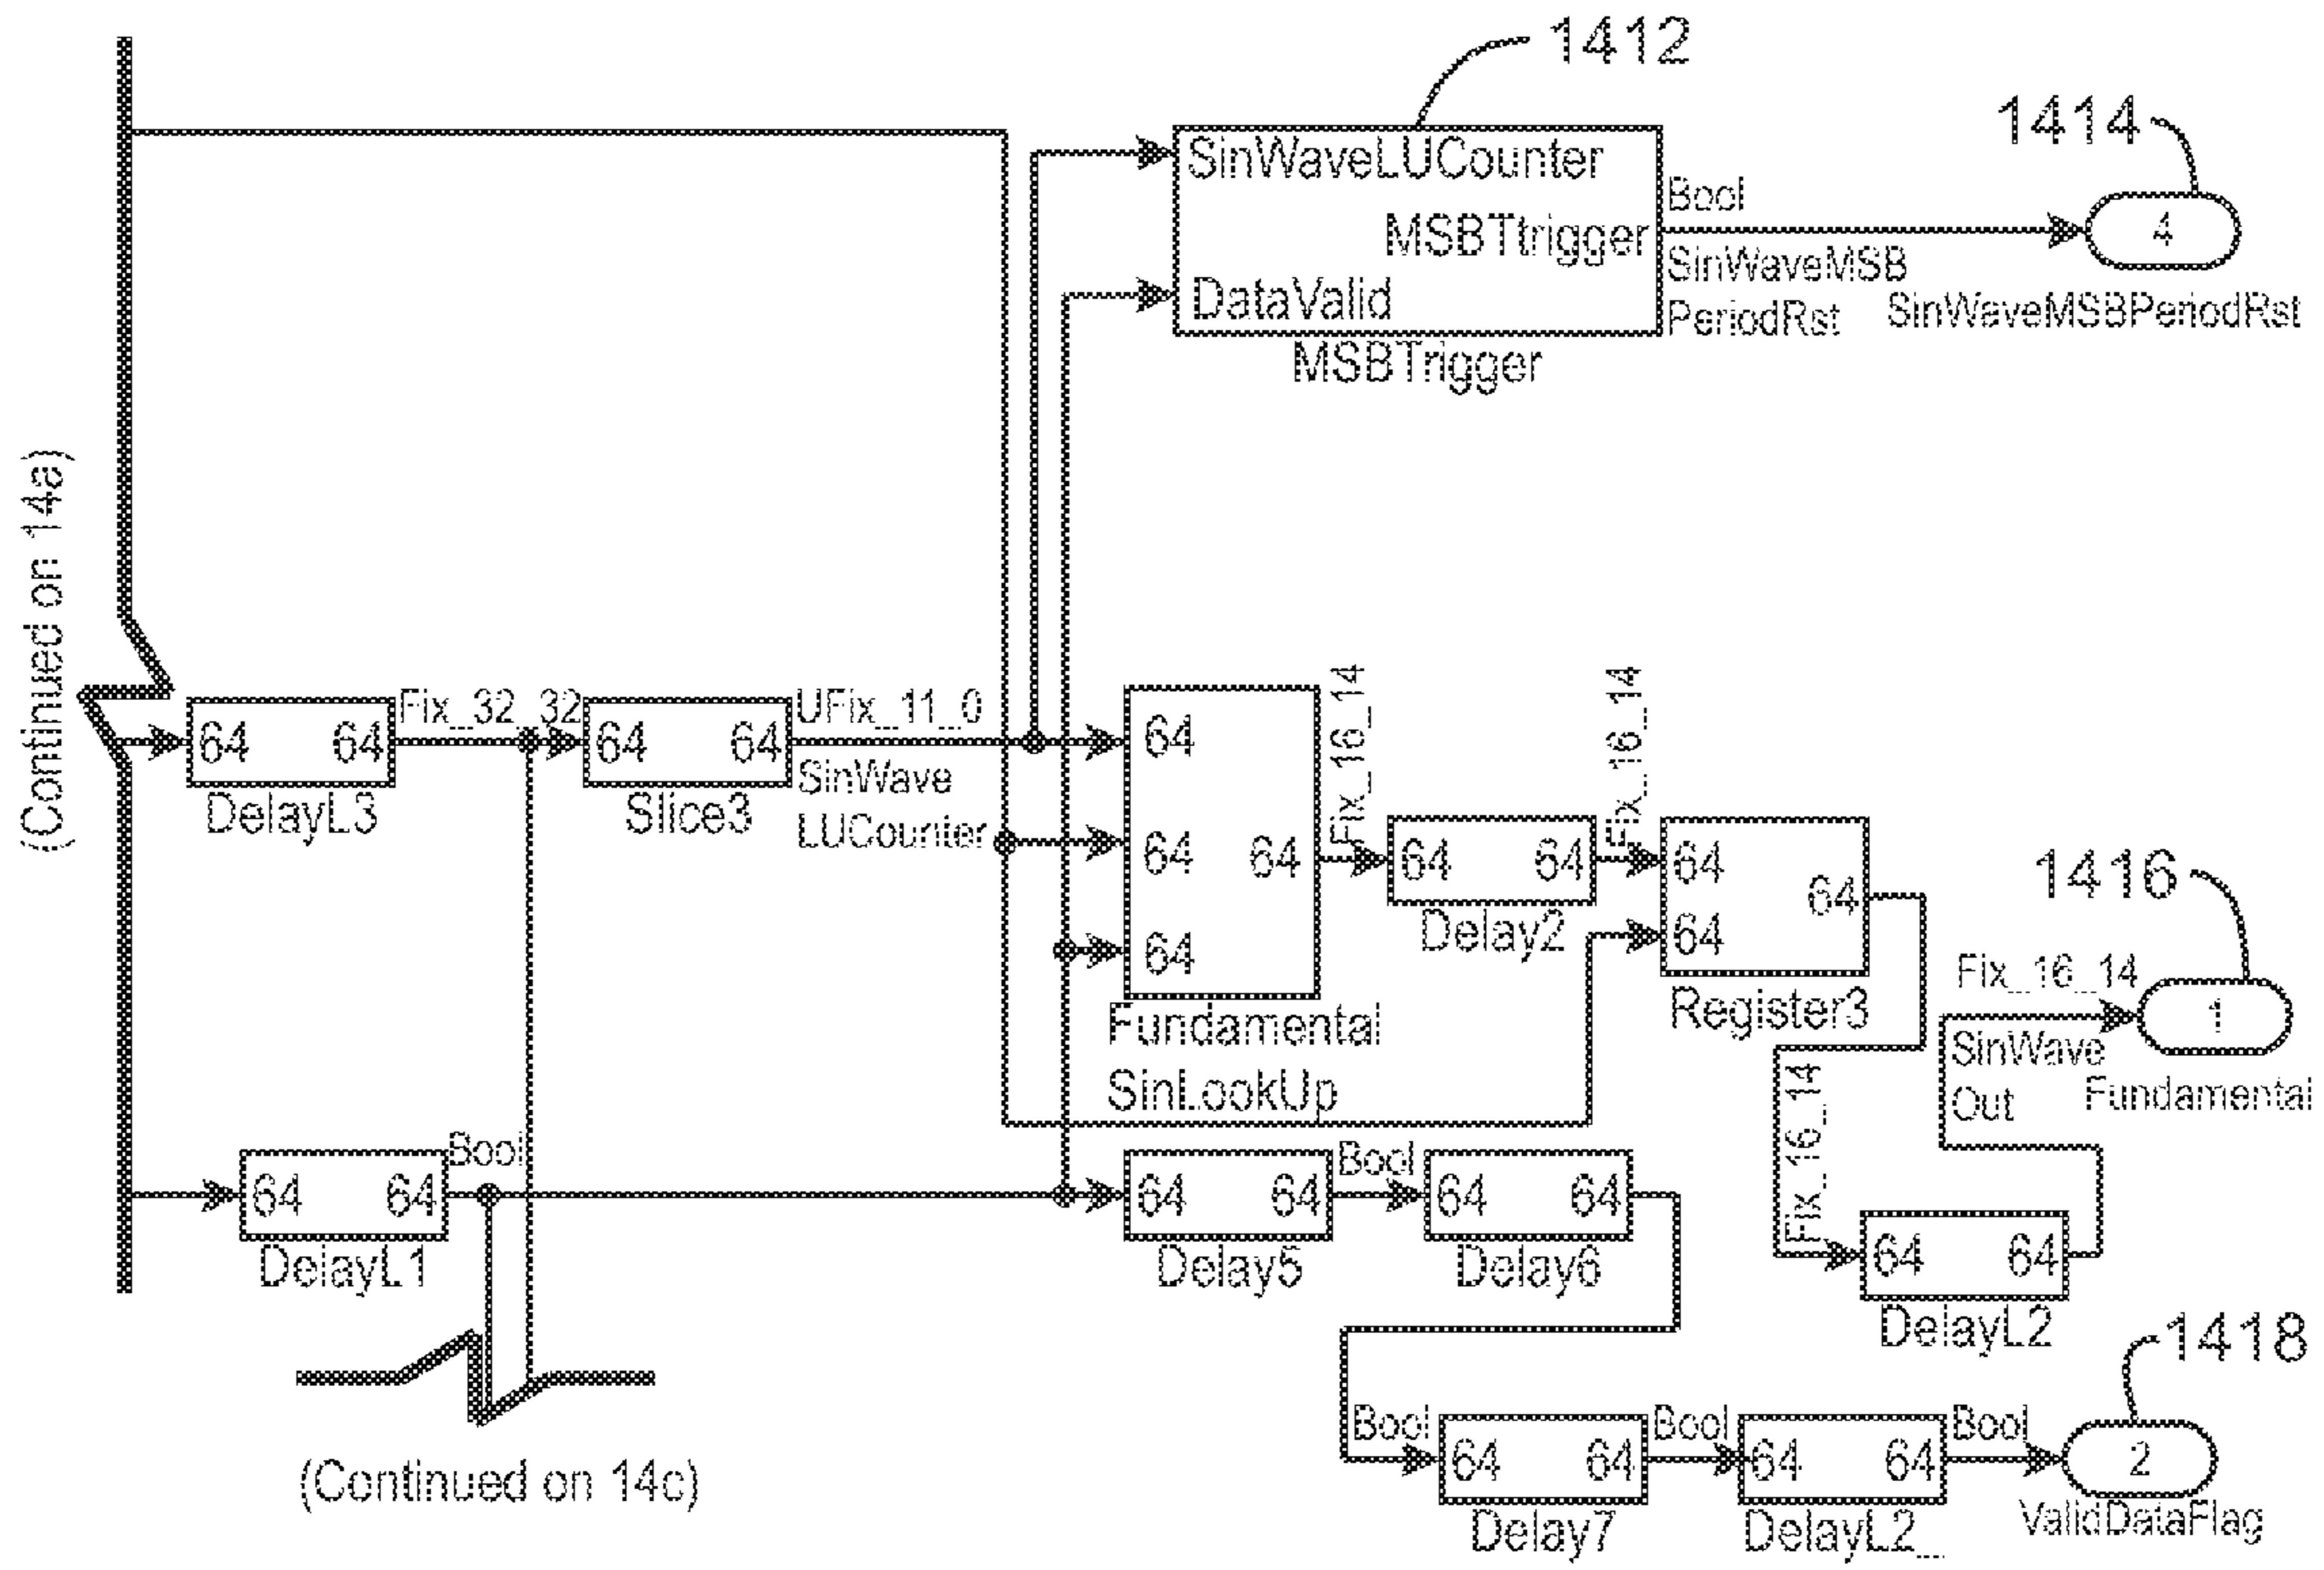 1412
1414
SinWaveLUCounter
MSBTtrigger
DataValid
MSBTrigger
Bool
SinWaveMSB
PeriodRst
4
SinWaveMSBPeriodRst
(Continued on 14a)
64 64
DelayL3
Fix_32_32
64 64
Slice3
UFix_11_0
SinWave
LUCounter
64
64 64
64
Fundamental
SinLookUp
Fix_16_14
64 64
Delay2
Fix_16_14
64
64
64
Register3
1416
Fix_16_14
SinWave
Out
1
Fundamental
Fix_16_14
64 64
DelayL2
64 64
DelayL1
Bool
64 64
Delay5
Bool
64 64
Delay6
1418
Bool
64 64
Delay7
Bool
64 64
DelayL2_
Bool
2
ValidDataFlag
(Continued on 14c)